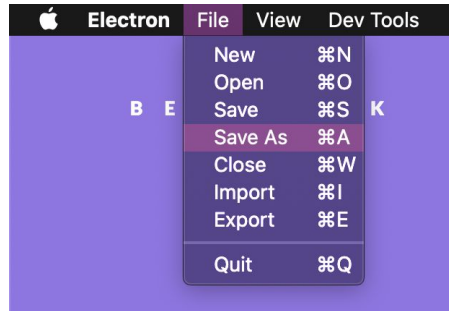 Electron File View Dev Tools
New ⌘N
Open ⌘O
B E K
Save ⌘S
Save As ⌘A
Close ⌘W
Import ⌘I
Export ⌘E
Quit ⌘Q